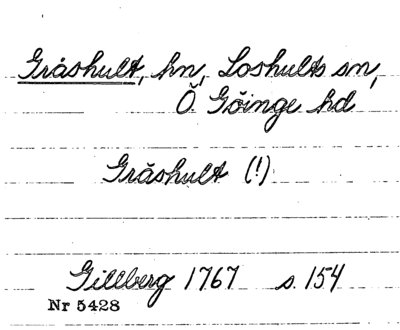 Gråshult, hn, Loshults sn,
Ö. Göinge hd
Gråshult (!)
Gillberg 1767 s. 154
Nr 5428